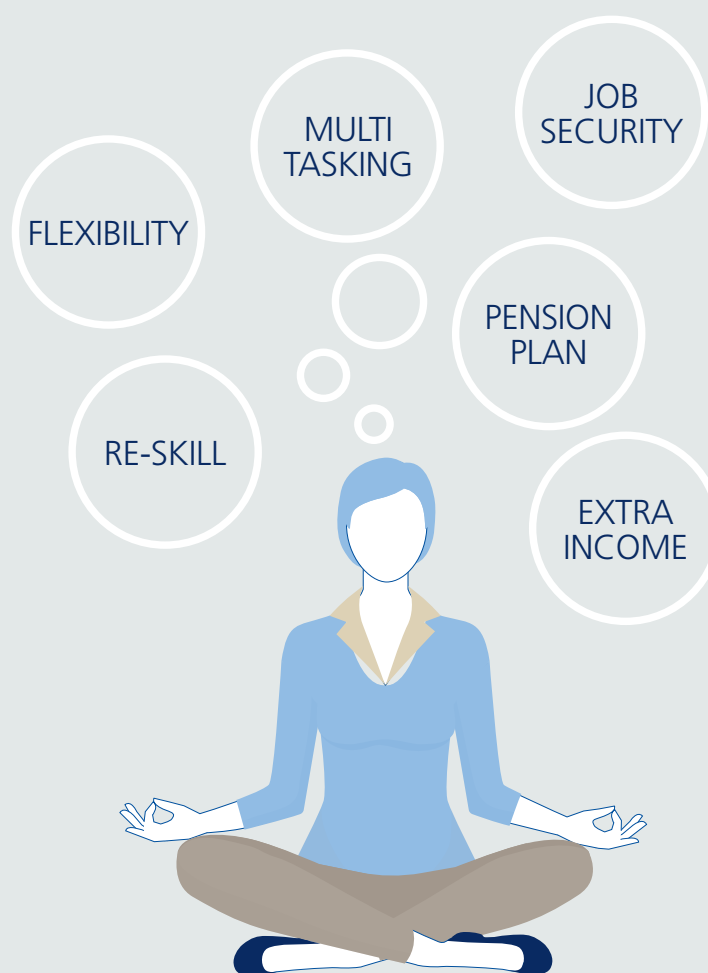 JOB
SECURITY
MULTI
TASKING
FLEXIBILITY
PENSION
PLAN
RE-SKILL
EXTRA
INCOME